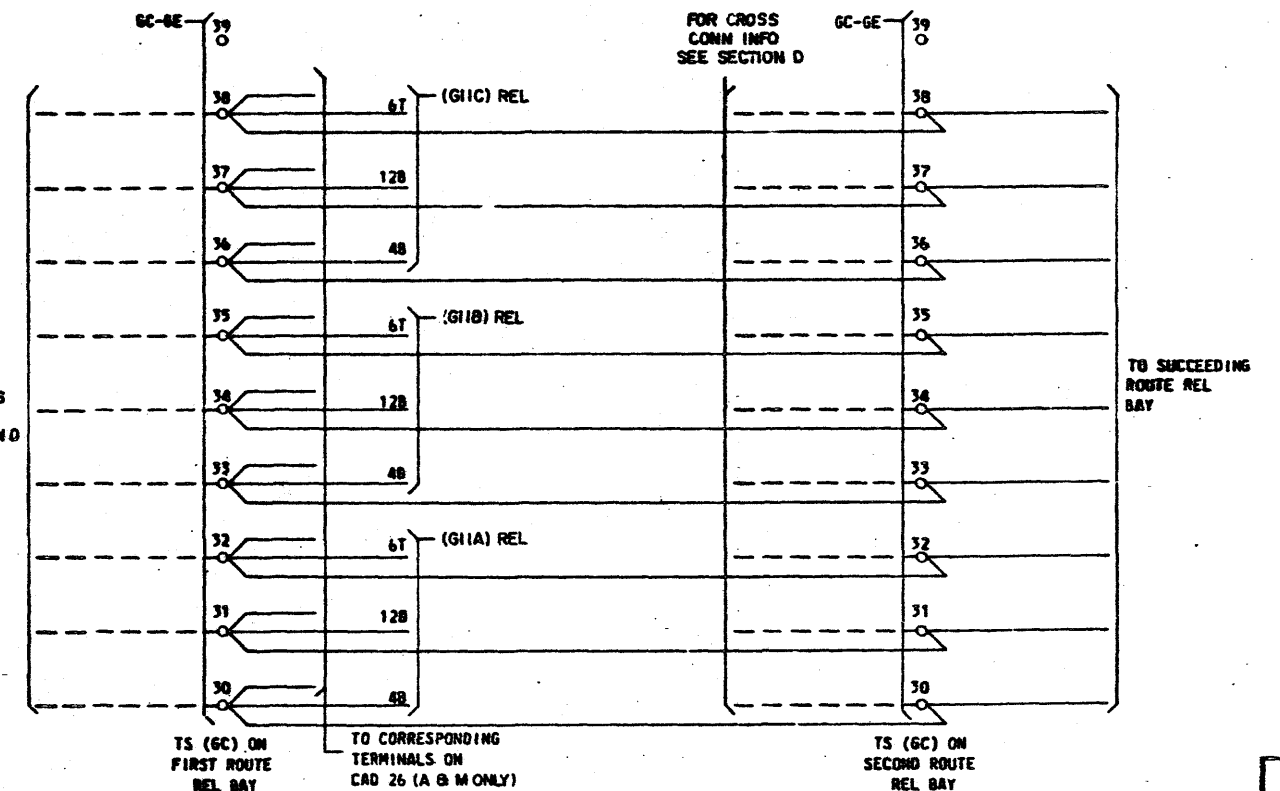 GC-GE
39
FOR CROSS
CONN INFO
SEE SECTION D
GC-GE
39
38
6T
(G11C) REL
38
37
12B
37
36
4B
36
35
6T
(G11B) REL
35
TO SUCCEEDING
ROUTE REL
BAY
34
12B
34
33
4B
33
32
6T
(G11A) REL
32
31
12B
31
30
4B
30
TS (GC) ON
FIRST ROUTE
REL BAY
TO CORRESPONDING
TERMINALS ON
CAD 26 (A & M ONLY)
TS (GC) ON
SECOND ROUTE
REL BAY